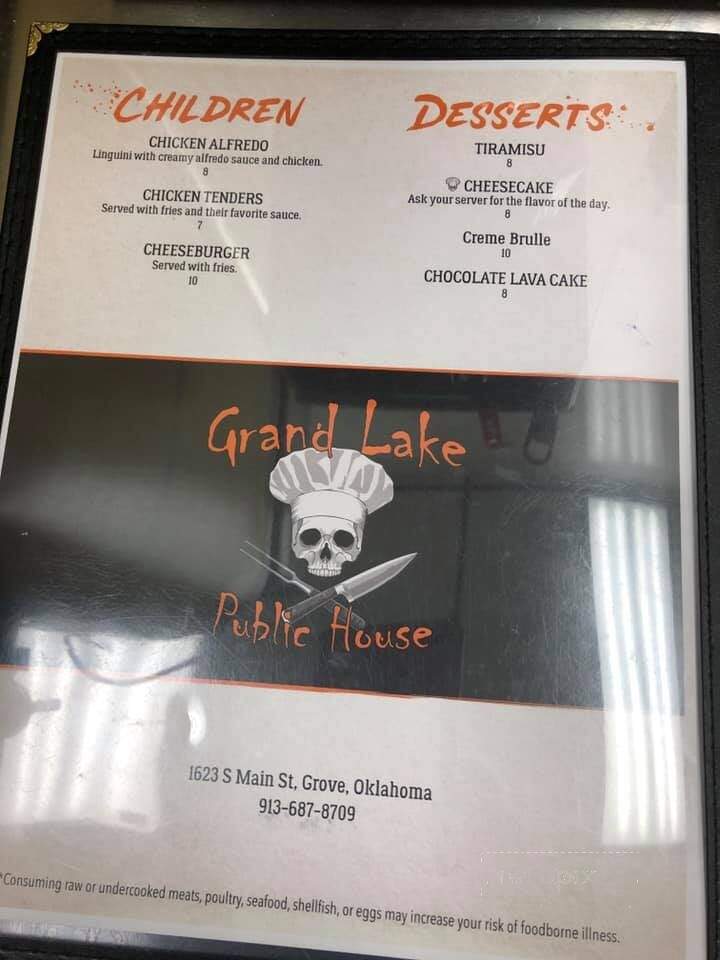 CHILDREN
CHICKEN ALFREDO
Linguini with creamy alfredo sauce and chicken.
8
CHICKEN TENDERS
Served with fries and their favorite sauce.
7
CHEESEBURGER
Served with fries.
10
DESSERTS
TIRAMISU
8
CHEESECAKE
Ask your server for the flavor of the day.
8
Creme Brulle
10
CHOCOLATE LAVA CAKE
8
Grand Lake
Public House
1623 S Main St, Grove, Oklahoma
913-687-8709
*Consuming raw or undercooked meats, poultry, seafood, shellfish, or eggs may increase your risk of foodborne illness.